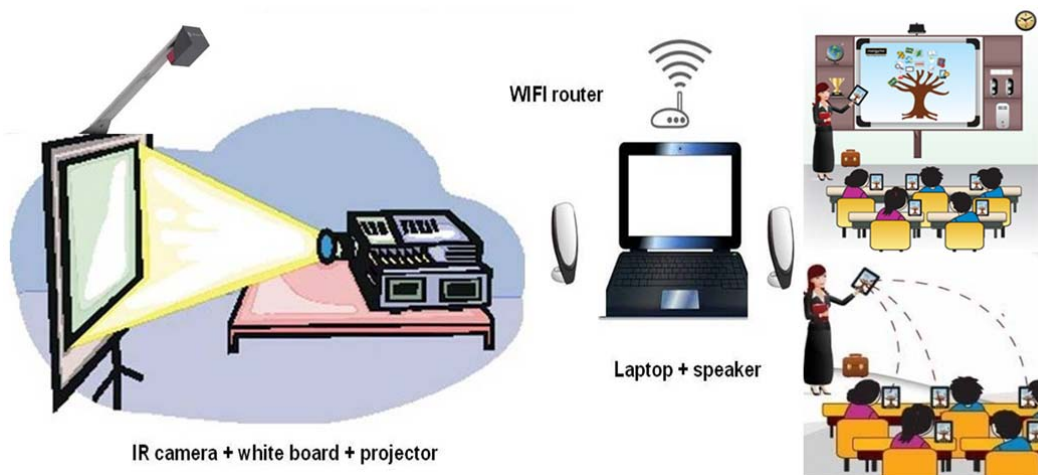 WIFI router
Laptop + speaker
IR camera + white board + projector